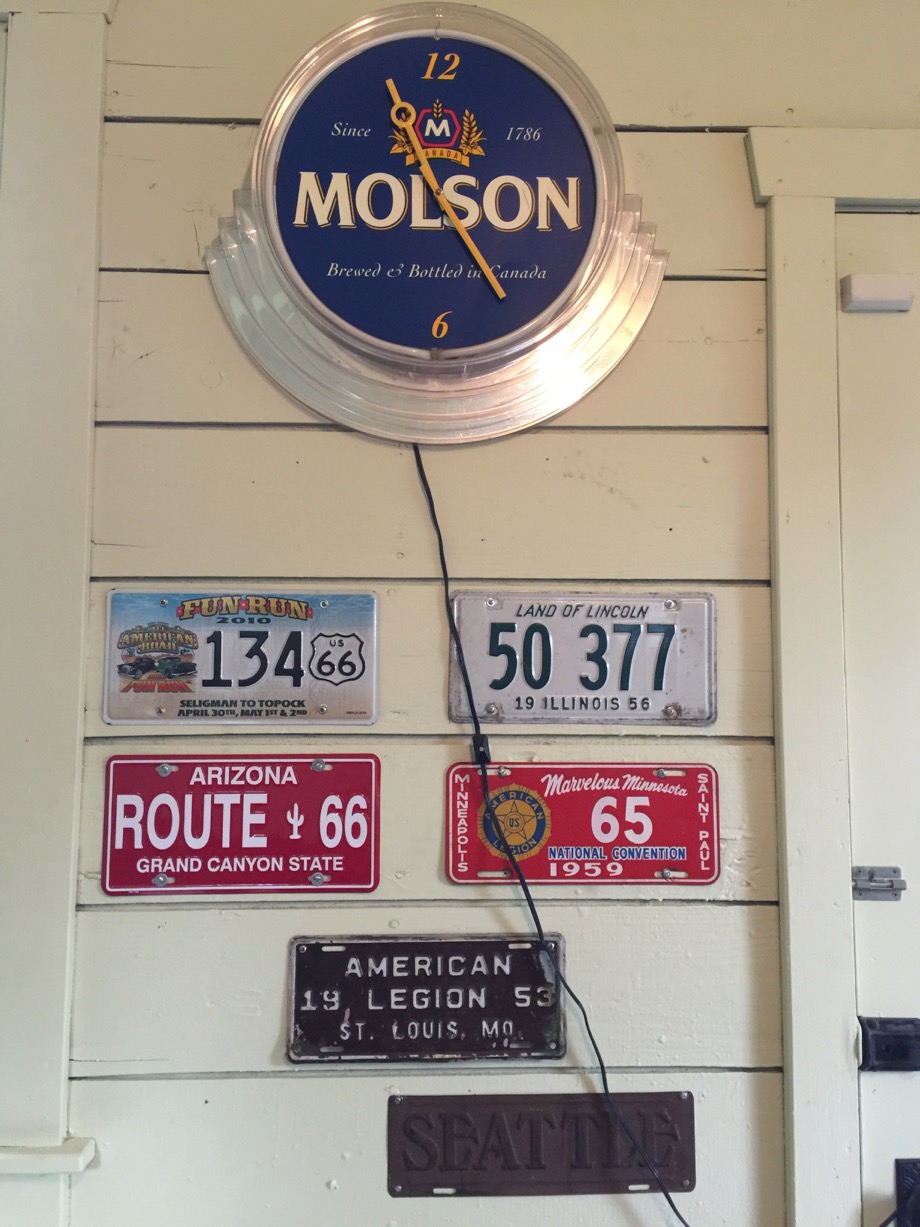 12
M
CANADA
Since 1786
MOLSON
Brewed & Bottled in Canada
6
FUN RUN
2010
AMERICAN
ROAD
FUN RUN
134
US
66
SELIGMAN TO TOPOCK
APRIL 30TH, MAY 1ST & 2ND
LAND OF LINCOLN
50 377
19 ILLINOIS 56
ARIZONA
ROUTE 66
GRAND CANYON STATE
MINNEAPOLIS
AMERICAN
US
LEGION
Marvelous Minnesota
65
NATIONAL CONVENTION
1959
SAINT PAUL
AMERICAN
19 LEGION 53
ST. LOUIS, MO.
SEATTLE